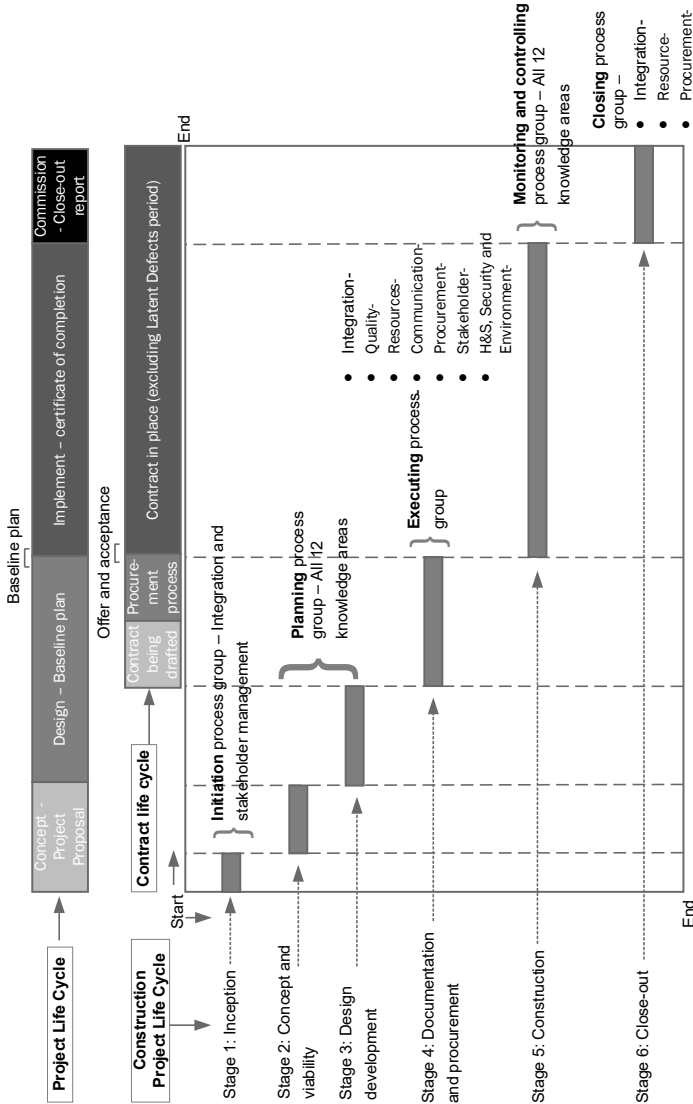 Baseline plan
Project Life Cycle
Concept -
Project
Proposal
Design – Baseline plan
Implement – certificate of completion
Commission
- Close-out
report
Offer and acceptance
Contract life cycle
Contract
being
drafted
Procure-
ment
process
Contract in place (excluding Latent Defects period)
Construction
Project Life Cycle
Start
End
Stage 1: Inception
Initiation process group – Integration and
stakeholder management
Stage 2: Concept and
viability
Stage 3: Design
development
Planning process
group – All 12
knowledge areas
Stage 4: Documentation
and procurement
Executing process-
group
• Integration-
• Quality-
• Resources-
• Communication-
• Procurement-
• Stakeholder-
• H&S, Security and
Environment-
Stage 5: Construction
Monitoring and controlling
process group – All 12
knowledge areas
Stage 6: Close-out
Closing process
group –
• Integration-
• Resource-
• Procurement-
End